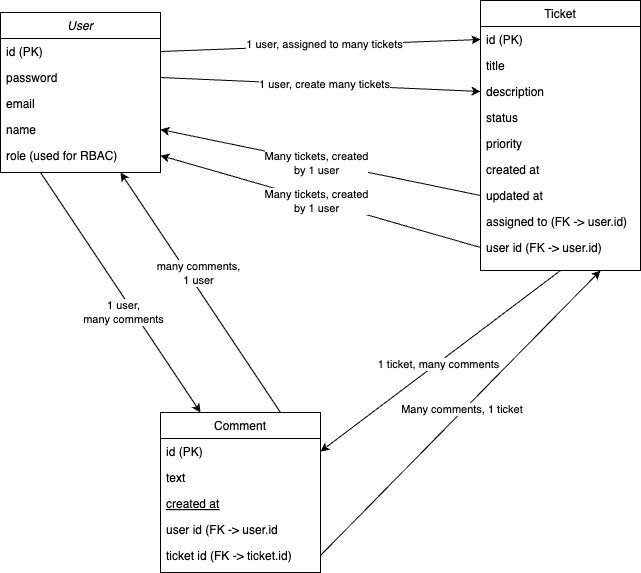 User
id (PK)
password
email
name
role (used for RBAC)
Ticket
id (PK)
title
description
status
priority
created at
updated at
assigned to (FK -> user.id)
user id (FK -> user.id)
1 user, assigned to many tickets
1 user, create many tickets
Many tickets, created
by 1 user
Many tickets, created
by 1 user
many comments,
1 user
1 user,
many comments
1 ticket, many comments
Many comments, 1 ticket
Comment
id (PK)
text
created at
user id (FK -> user.id
ticket id (FK -> ticket.id)